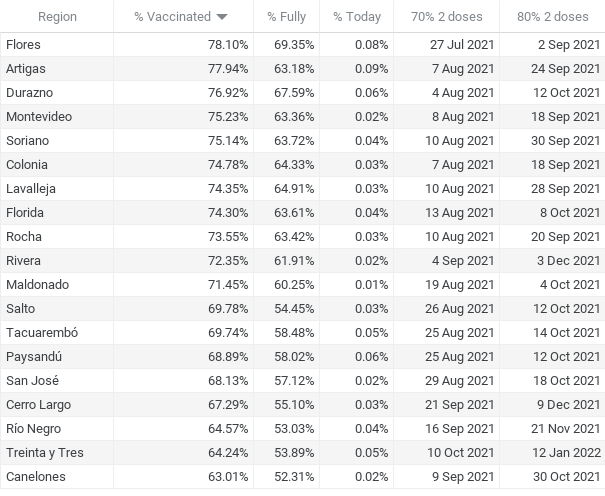 Region % Vaccinated % Fully % Today 70% 2 doses 80% 2 doses
Flores 78.10% 69.35% 0.08% 27 Jul 2021 2 Sep 2021
Artigas 77.94% 63.18% 0.09% 7 Aug 2021 24 Sep 2021
Durazno 76.92% 67.59% 0.06% 4 Aug 2021 12 Oct 2021
Montevideo 75.23% 63.36% 0.02% 8 Aug 2021 18 Sep 2021
Soriano 75.14% 63.72% 0.04% 10 Aug 2021 30 Sep 2021
Colonia 74.78% 64.33% 0.03% 7 Aug 2021 18 Sep 2021
Lavalleja 74.35% 64.91% 0.03% 10 Aug 2021 28 Sep 2021
Florida 74.30% 63.61% 0.04% 13 Aug 2021 8 Oct 2021
Rocha 73.55% 63.42% 0.03% 10 Aug 2021 20 Sep 2021
Rivera 72.35% 61.91% 0.02% 4 Sep 2021 3 Dec 2021
Maldonado 71.45% 60.25% 0.01% 19 Aug 2021 4 Oct 2021
Salto 69.78% 54.45% 0.03% 26 Aug 2021 12 Oct 2021
Tacuarembó 69.74% 58.48% 0.05% 25 Aug 2021 14 Oct 2021
Paysandú 68.89% 58.02% 0.06% 25 Aug 2021 12 Oct 2021
San José 68.13% 57.12% 0.02% 29 Aug 2021 18 Oct 2021
Cerro Largo 67.29% 55.10% 0.03% 21 Sep 2021 9 Dec 2021
Río Negro 64.57% 53.03% 0.04% 16 Sep 2021 21 Nov 2021
Treinta y Tres 64.24% 53.89% 0.05% 10 Oct 2021 12 Jan 2022
Canelones 63.01% 52.31% 0.02% 9 Sep 2021 30 Oct 2021